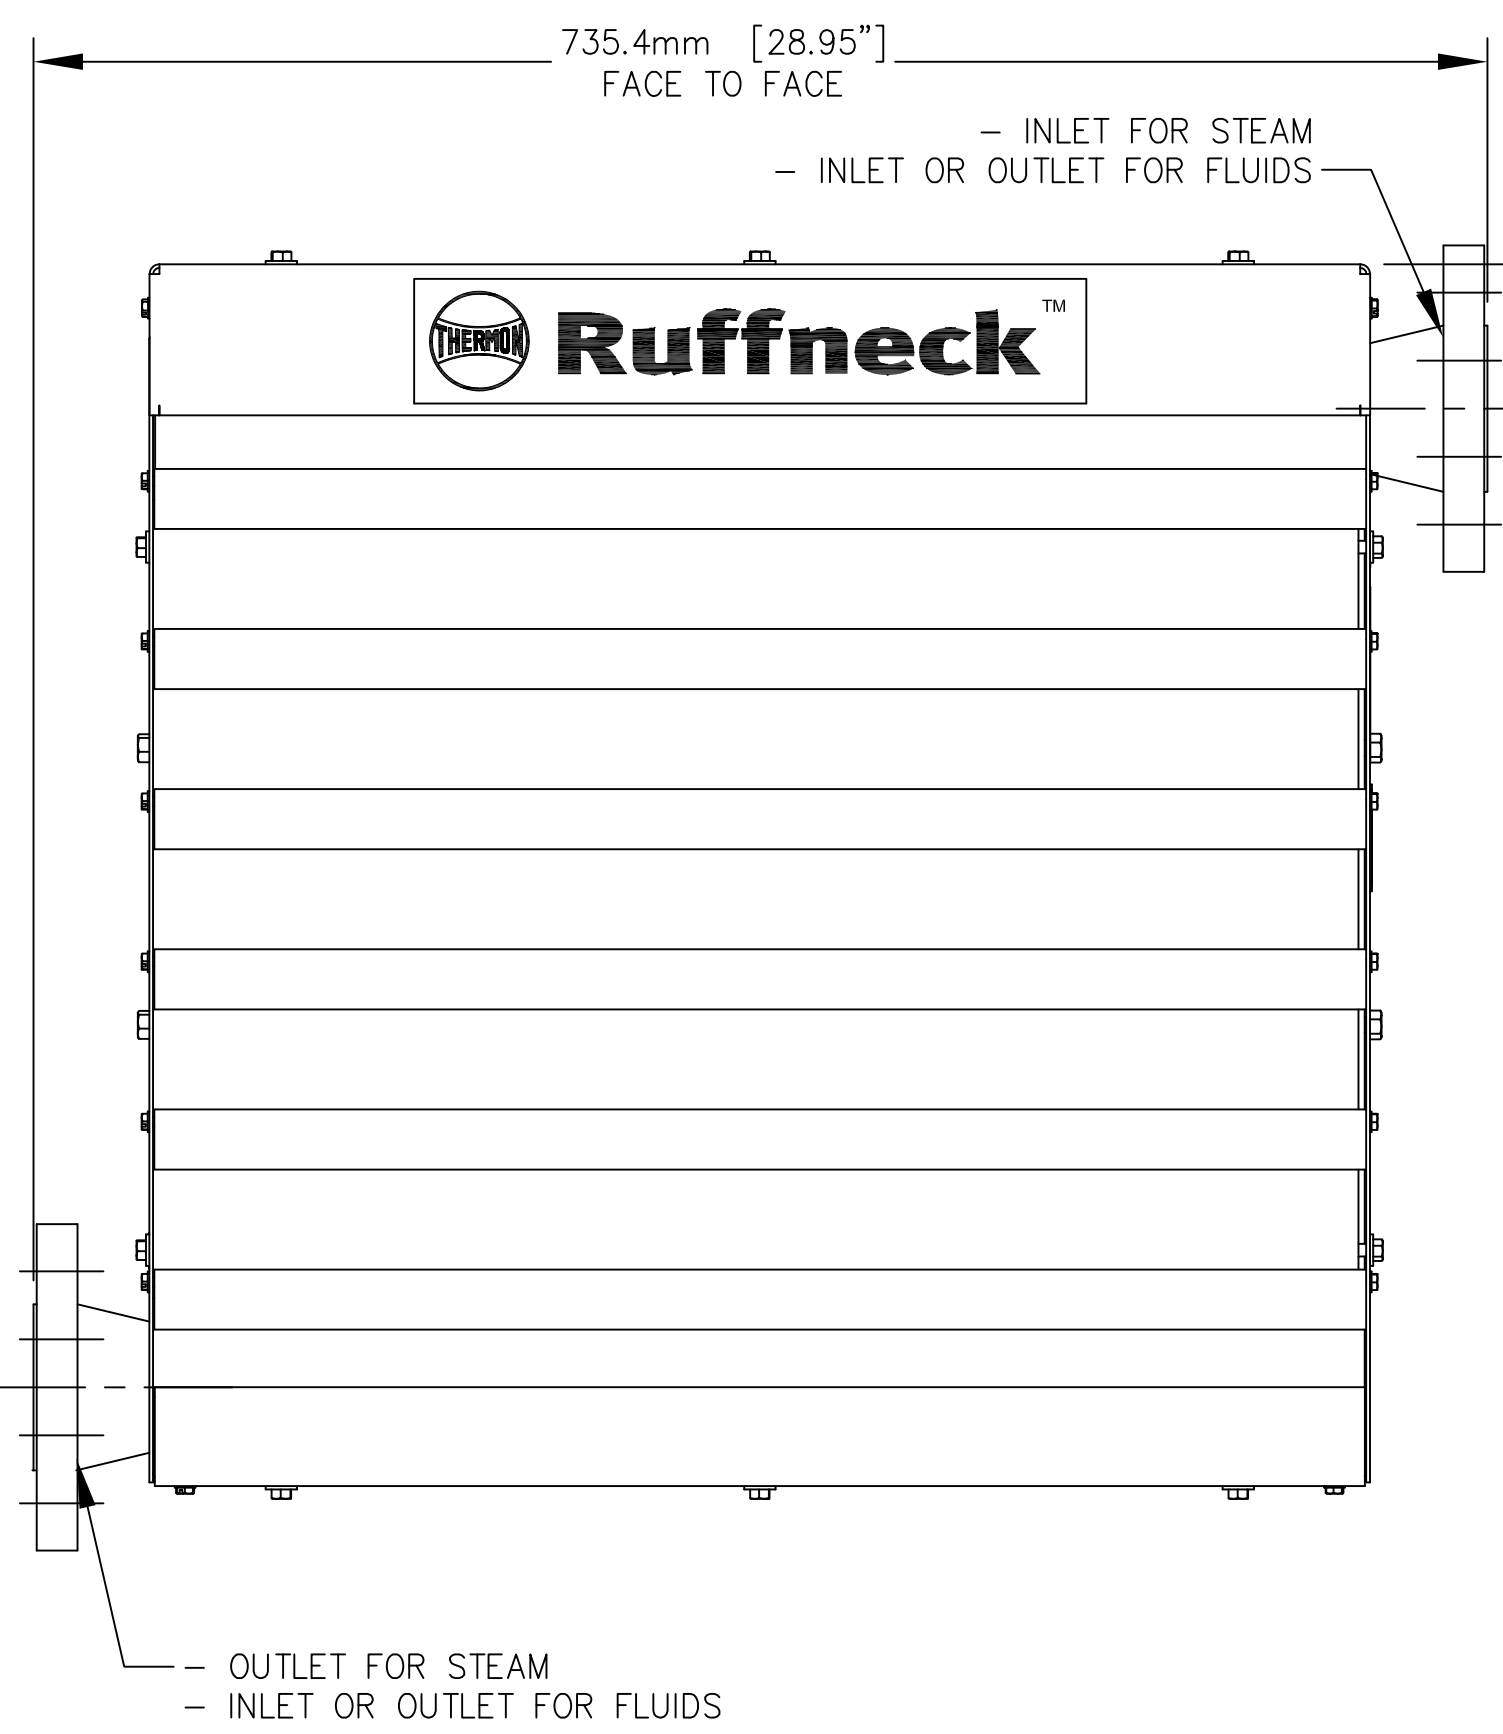 735.4mm [28.95”]
FACE TO FACE
– INLET FOR STEAM
– INLET OR OUTLET FOR FLUIDS
THERMON Ruffneck ™
– OUTLET FOR STEAM
– INLET OR OUTLET FOR FLUIDS